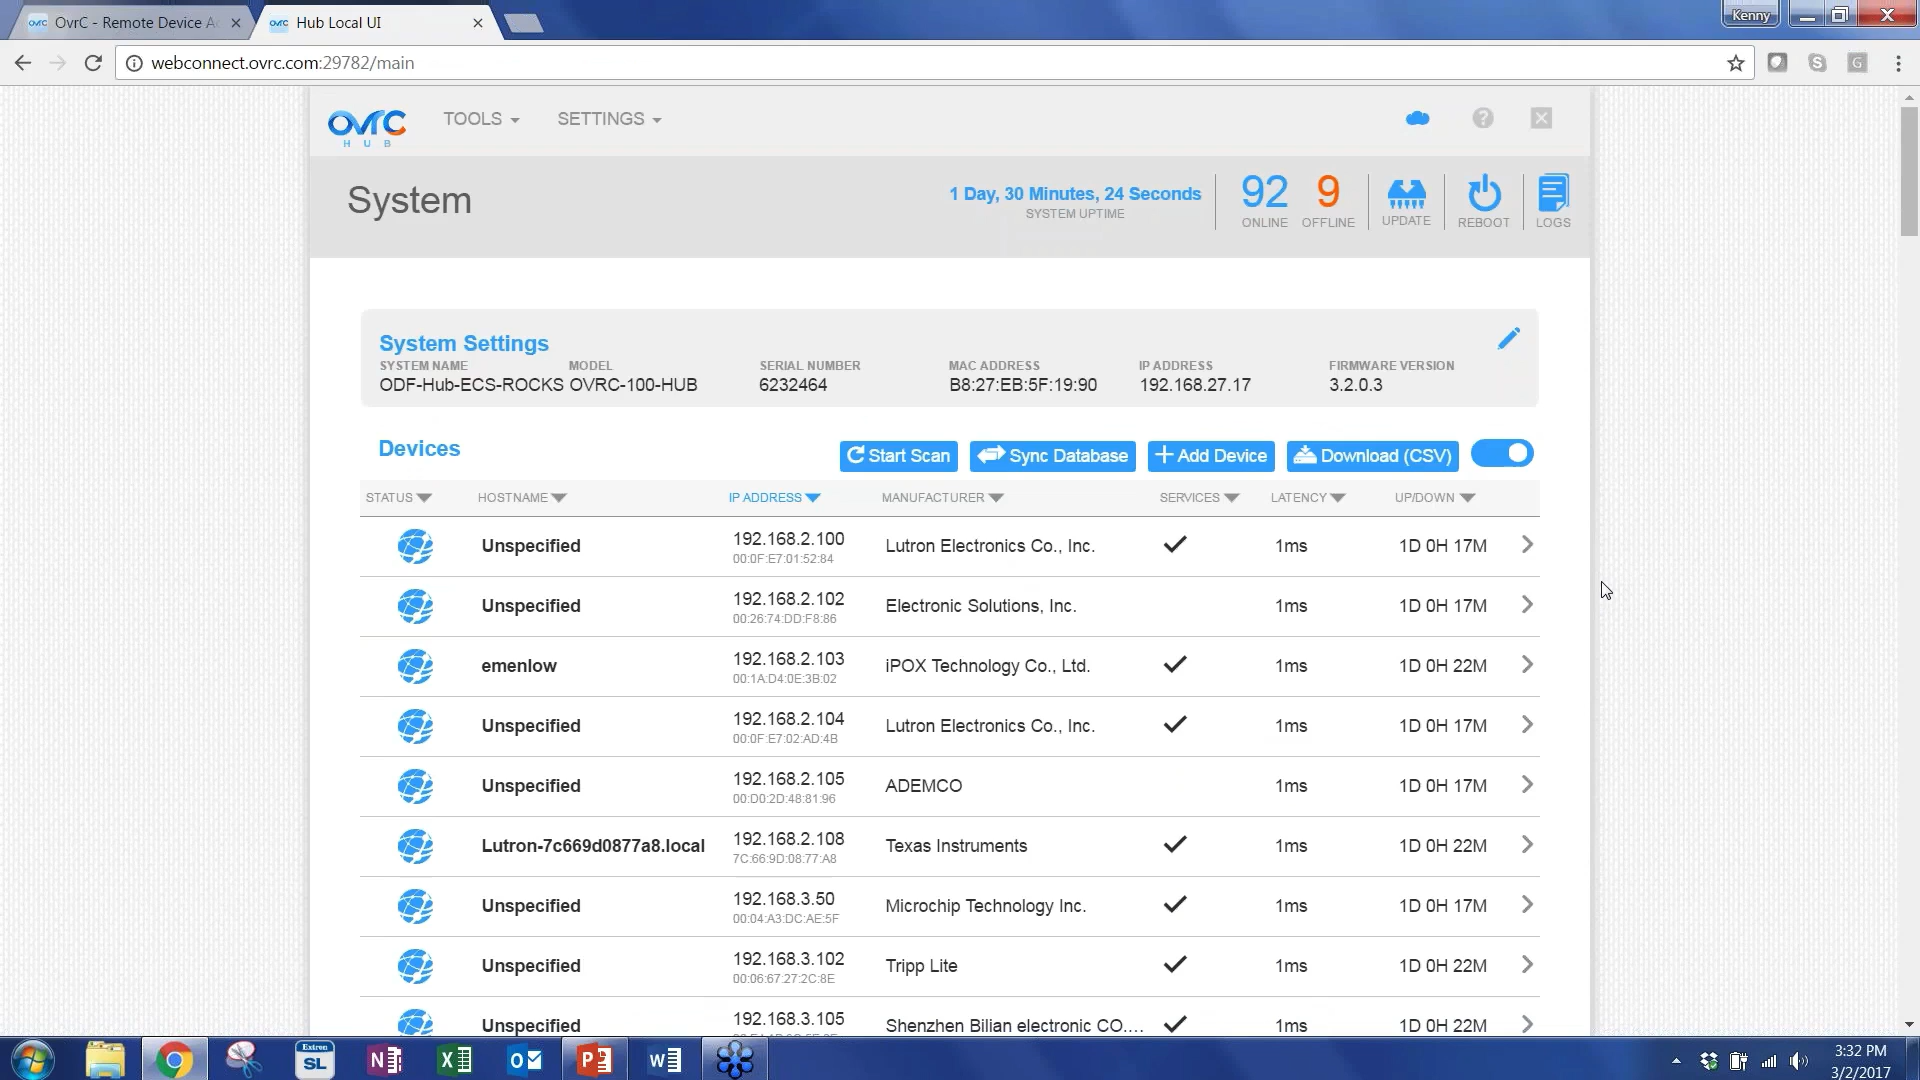 OvrC - Remote Device Ac
Hub Local UI
Kenny
webconnect.ovrc.com:29782/main
OvrC
HUB
TOOLS
SETTINGS
System
1 Day, 30 Minutes, 24 Seconds
SYSTEM UPTIME
92
ONLINE
9
OFFLINE
UPDATE
REBOOT
LOGS
System Settings
SYSTEM NAME MODEL SERIAL NUMBER MAC ADDRESS IP ADDRESS FIRMWARE VERSION
ODF-Hub-ECS-ROCKS OVRC-100-HUB 6232464 B8:27:EB:5F:19:90 192.168.27.17 3.2.0.3
Devices
Start Scan
Sync Database
Add Device
Download (CSV)
STATUS HOSTNAME IP ADDRESS MANUFACTURER SERVICES LATENCY UP/DOWN
Unspecified 192.168.2.100 Lutron Electronics Co., Inc. 1ms 1D 0H 17M
00:0F:E7:01:52:84
Unspecified 192.168.2.102 Electronic Solutions, Inc. 1ms 1D 0H 17M
00:26:74:DD:F8:86
emenlow 192.168.2.103 iPOX Technology Co., Ltd. 1ms 1D 0H 22M
00:1A:D4:0E:3B:02
Unspecified 192.168.2.104 Lutron Electronics Co., Inc. 1ms 1D 0H 17M
00:0F:E7:02:AD:4B
Unspecified 192.168.2.105 ADEMCO 1ms 1D 0H 17M
00:D0:2D:48:81:96
Lutron-7c669d0877a8.local 192.168.2.108 Texas Instruments 1ms 1D 0H 22M
7C:66:9D:08:77:A8
Unspecified 192.168.3.50 Microchip Technology Inc. 1ms 1D 0H 17M
00:04:A3:DC:AE:5F
Unspecified 192.168.3.102 Tripp Lite 1ms 1D 0H 22M
00:06:67:27:2C:8E
Unspecified 192.168.3.105 Shenzhen Bilian electronic CO.... 1ms 1D 0H 22M
Extron
SL
3:32 PM
3/2/2017